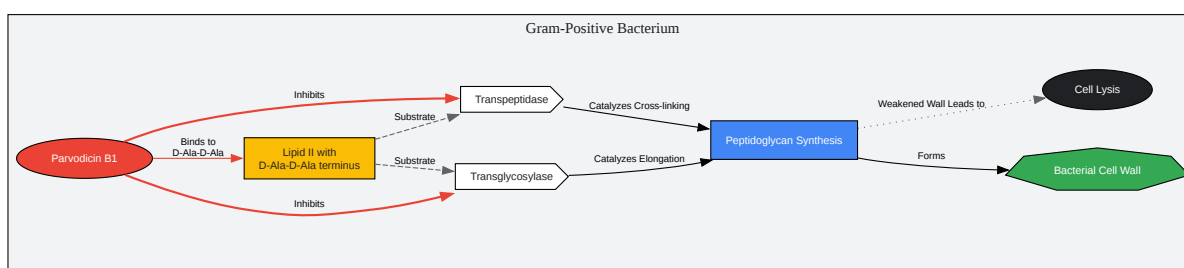 Gram-Positive Bacterium
Parvodicin B1
Inhibits
Binds to
D-Ala-D-Ala
Inhibits
Lipid II with
D-Ala-D-Ala terminus
Substrate
Substrate
Transpeptidase
Transglycosylase
Catalyzes Cross-linking
Catalyzes Elongation
Peptidoglycan Synthesis
Weakened Wall Leads to
Forms
Cell Lysis
Bacterial Cell Wall